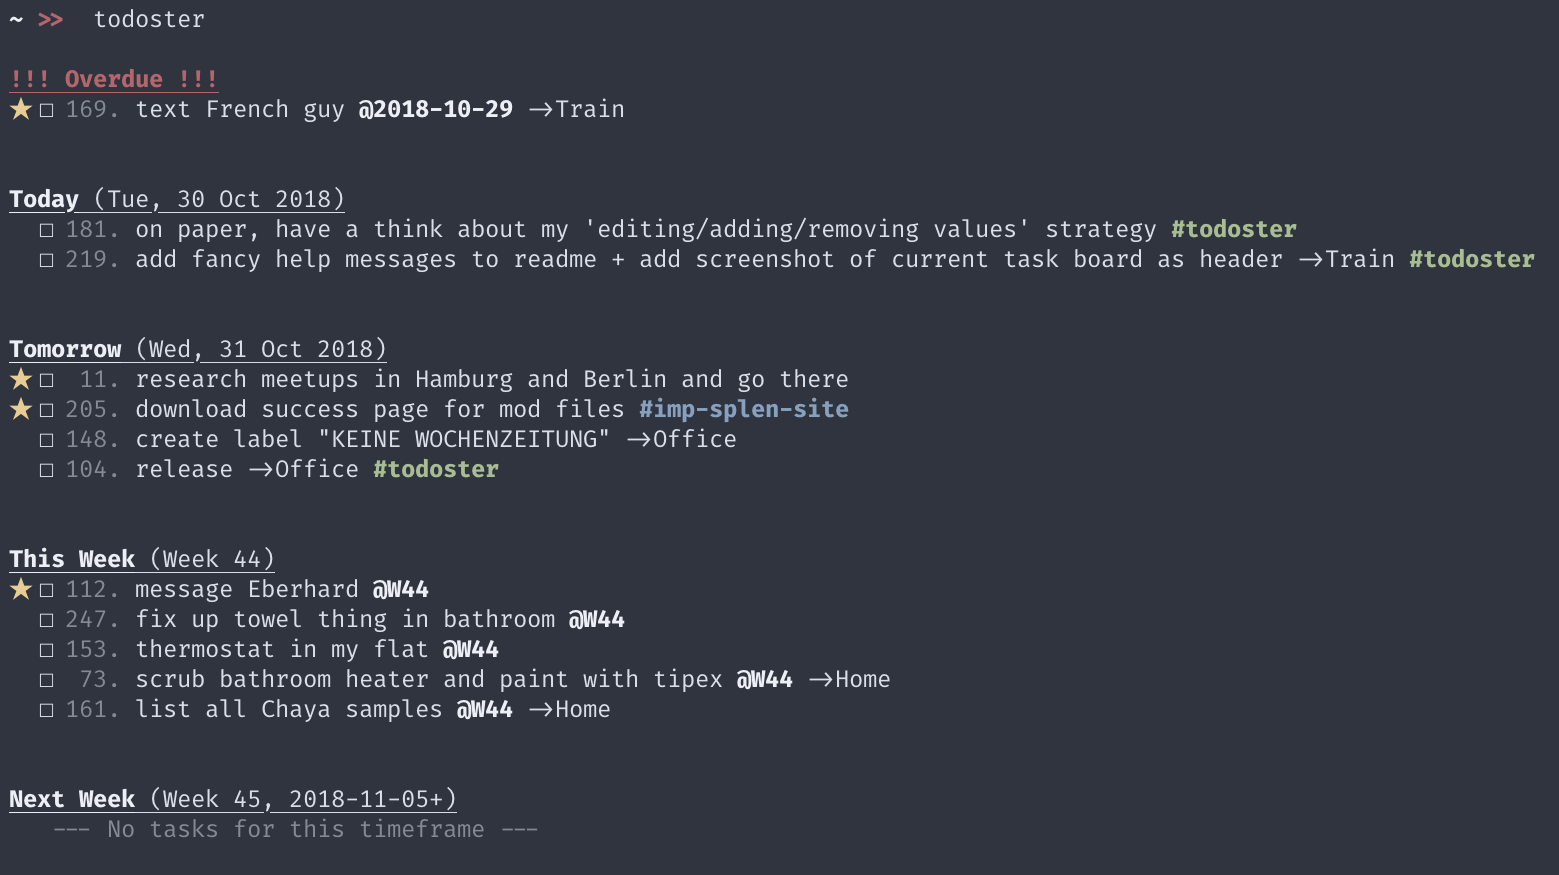 ~ >> todoster
!!! Overdue !!!
★ □ 169. text French guy @2018-10-29 →Train
Today (Tue, 30 Oct 2018)
□ 181. on paper, have a think about my 'editing/adding/removing values' strategy #todoster
□ 219. add fancy help messages to readme + add screenshot of current task board as header →Train #todoster
Tomorrow (Wed, 31 Oct 2018)
★ □ 11. research meetups in Hamburg and Berlin and go there
★ □ 205. download success page for mod files #imp-splen-site
□ 148. create label "KEINE WOCHENZEITUNG" →Office
□ 104. release →Office #todoster
This Week (Week 44)
★ □ 112. message Eberhard @W44
□ 247. fix up towel thing in bathroom @W44
□ 153. thermostat in my flat @W44
□ 73. scrub bathroom heater and paint with tipex @W44 →Home
□ 161. list all Chaya samples @W44 →Home
Next Week (Week 45, 2018-11-05+)
--- No tasks for this timeframe ---